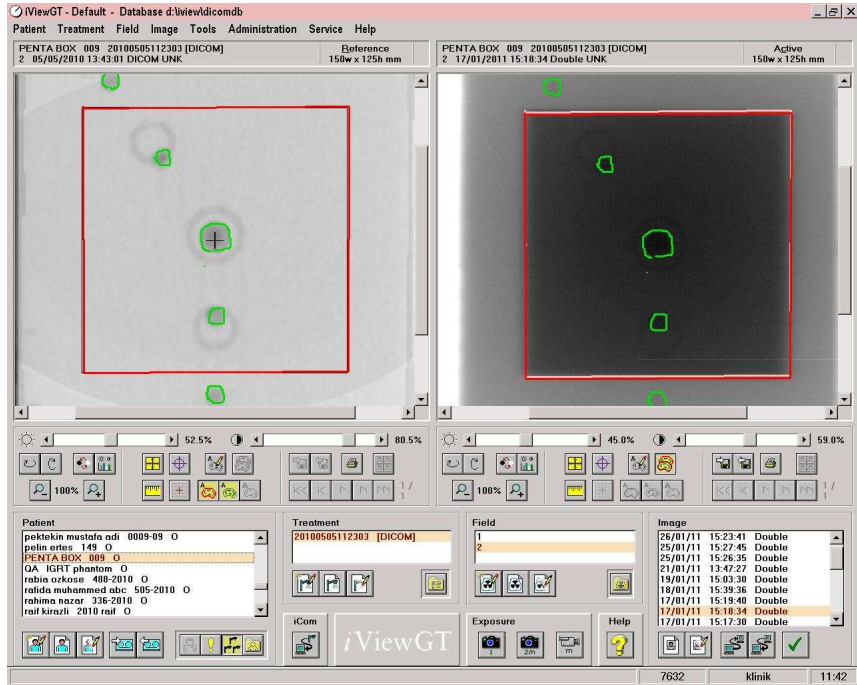 iViewGT - Default - Database d:\iview\dicomdb
Patient Treatment Field Image Tools Administration Service Help
PENTA BOX 009 20100505112303 [DICOM]
2 05/05/2010 13:43:01 DICOM UNK
Reference
150w x 125h mm
PENTA BOX 009 20100505112303 [DICOM]
2 17/01/2011 15:18:34 Double UNK
Active
150w x 125h mm
52.5%
80.5%
45.0%
59.0%
100%
1 / 1
100%
1 / 1
Patient
pektekin mustafa adi 0009-09 O
pelin ertes 149 O
PENTA BOX 009 O
QA IGRT phantom O
rabia ozkose 488-2010 O
rafida muhammed abc 505-2010 O
rahima nazar 336-2010 O
raif kirazli 2010 raif O
Treatment
20100505112303 [DICOM]
Field
1
2
Image
26/01/11 15:23:41 Double
25/01/11 15:27:45 Double
25/01/11 15:26:35 Double
21/01/11 13:47:27 Double
19/01/11 15:03:30 Double
18/01/11 15:39:36 Double
17/01/11 15:19:40 Double
17/01/11 15:18:34 Double
17/01/11 15:17:30 Double
iCom
iViewGT
Exposure
1
2/m
m
Help
7632 klinik 11:42